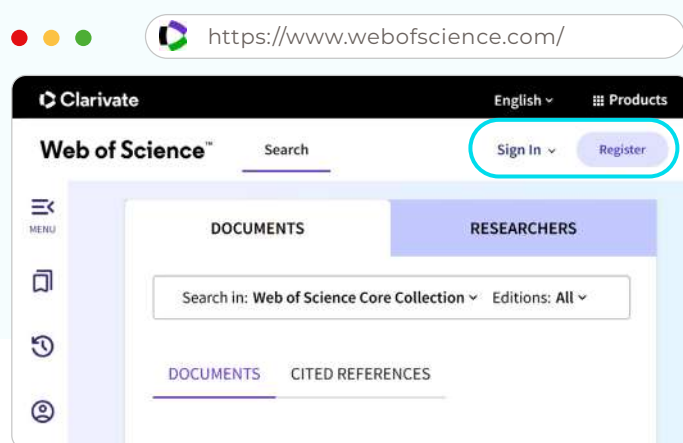 https://www.webofscience.com/
Clarivate English Products
Web of Science™ Search Sign In Register
MENU
DOCUMENTS RESEARCHERS
Search in: Web of Science Core Collection Editions: All
DOCUMENTS CITED REFERENCES